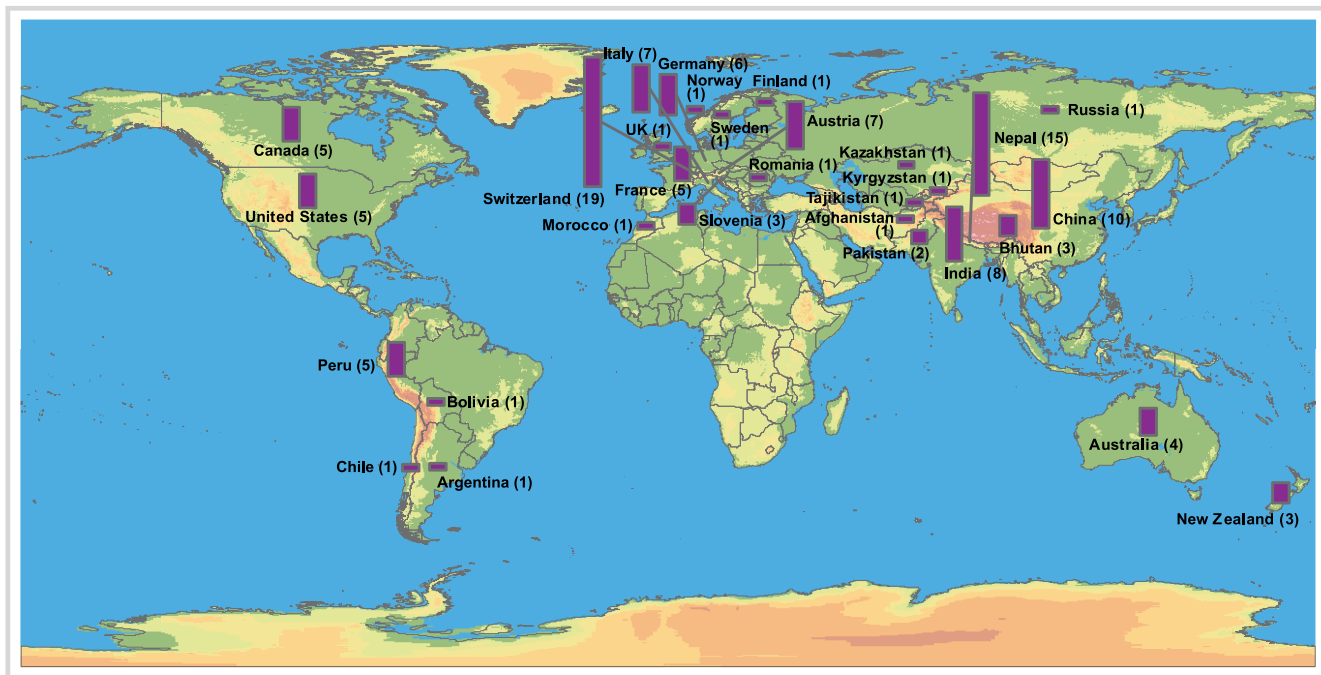 Italy (7)
Germany (6)
Norway
(1)
Finland (1)
Russia (1)
Canada (5)
UK (1)
Sweden
(1)
Austria (7)
Nepal (15)
Kazakhstan (1)
Romania (1)
Kyrgyzstan (1)
Switzerland (19)
France (5)
Tajikistan (1)
United States (5)
Morocco (1)
Slovenia (3)
Afghanistan
(1)
China (10)
Pakistan (2)
Bhutan (3)
India (8)
Peru (5)
Bolivia (1)
Australia (4)
Chile (1)
Argentina (1)
New Zealand (3)